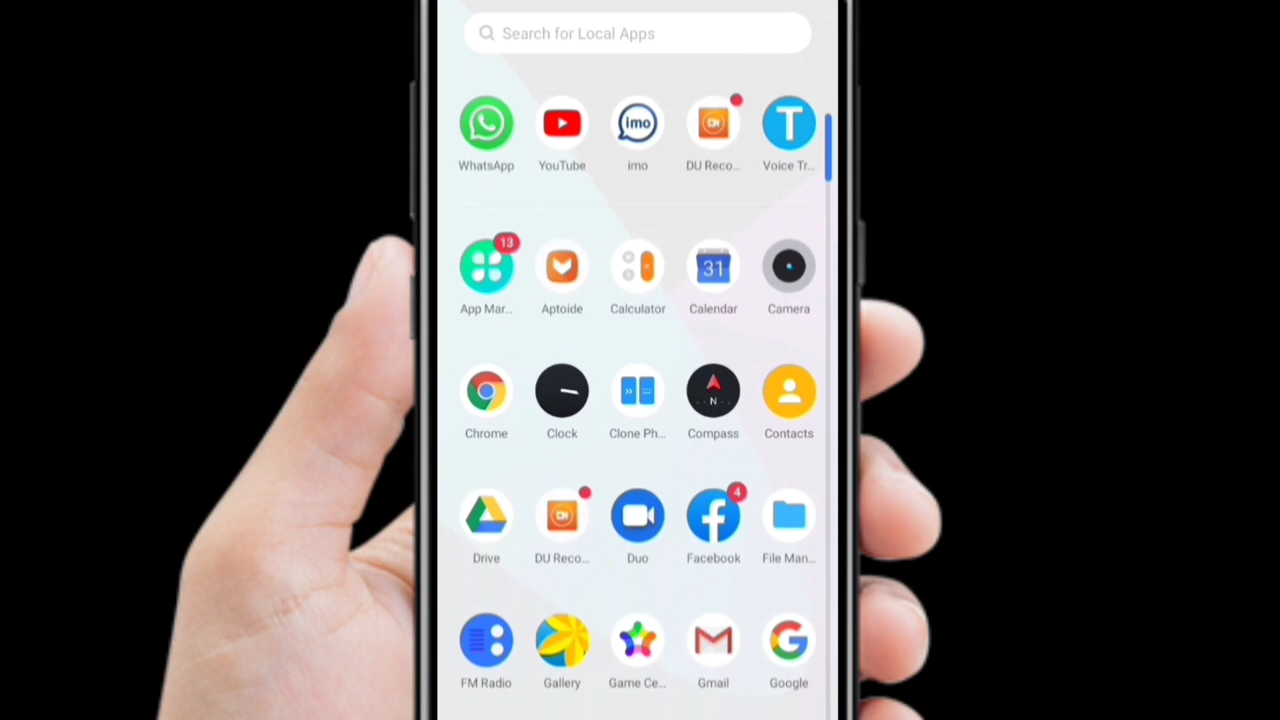 Search for Local Apps
imo
T
WhatsApp YouTube imo DU Reco... Voice Tr...
13
31
App Mar... Aptoide Calculator Calendar Camera
N
Chrome Clock Clone Ph... Compass Contacts
4
Drive DU Reco... Duo Facebook File Man...
FM Radio Gallery Game Ce... Gmail Google